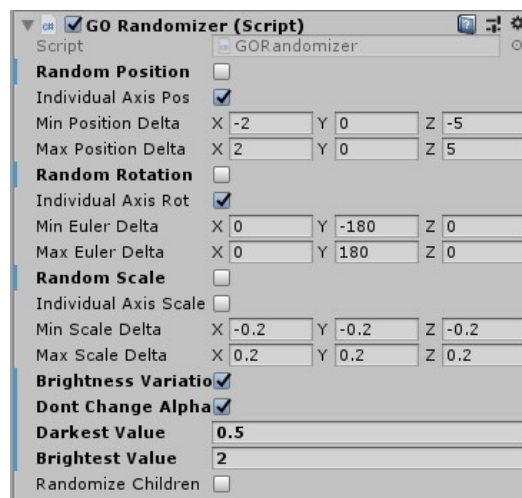 GO Randomizer (Script)
Script GORandomizer
Random Position
Individual Axis Pos
Min Position Delta X -2 Y 0 Z -5
Max Position Delta X 2 Y 0 Z 5
Random Rotation
Individual Axis Rot
Min Euler Delta X 0 Y -180 Z 0
Max Euler Delta X 0 Y 180 Z 0
Random Scale
Individual Axis Scale
Min Scale Delta X -0.2 Y -0.2 Z -0.2
Max Scale Delta X 0.2 Y 0.2 Z 0.2
Brightness Variatio
Dont Change Alpha
Darkest Value 0.5
Brightest Value 2
Randomize Children